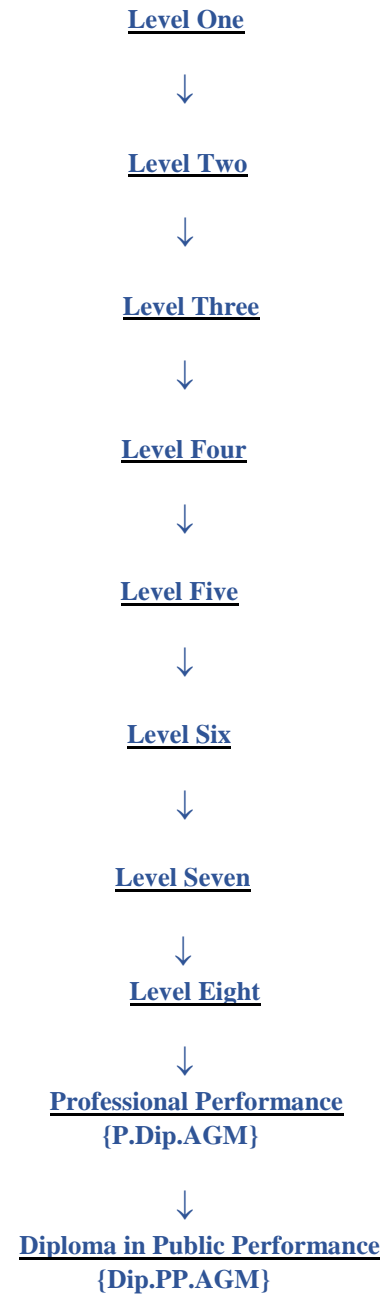 Level One
↓
Level Two
↓
Level Three
↓
Level Four
↓
Level Five
↓
Level Six
↓
Level Seven
↓
Level Eight
↓
Professional Performance
{P.Dip.AGM}
↓
Diploma in Public Performance
{Dip.PP.AGM}